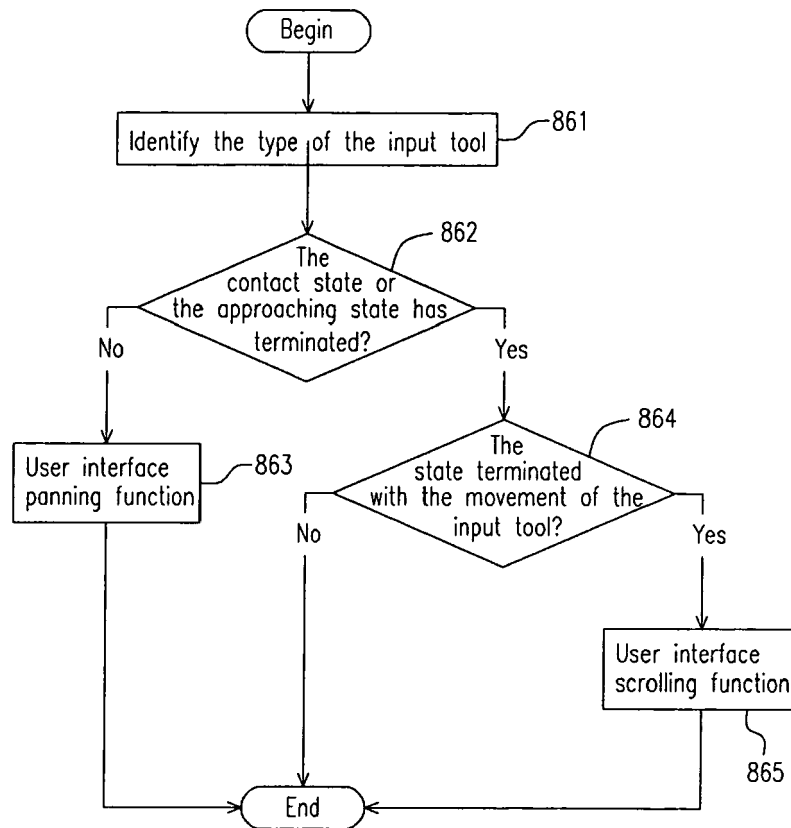 Begin
861
Identify the type of the input tool
862
The
contact state or
the approaching state has
terminated?
No
Yes
864
User interface
panning function
863
The
state terminated
with the movement of the
input tool?
No
Yes
User interface
scrolling function
865
End